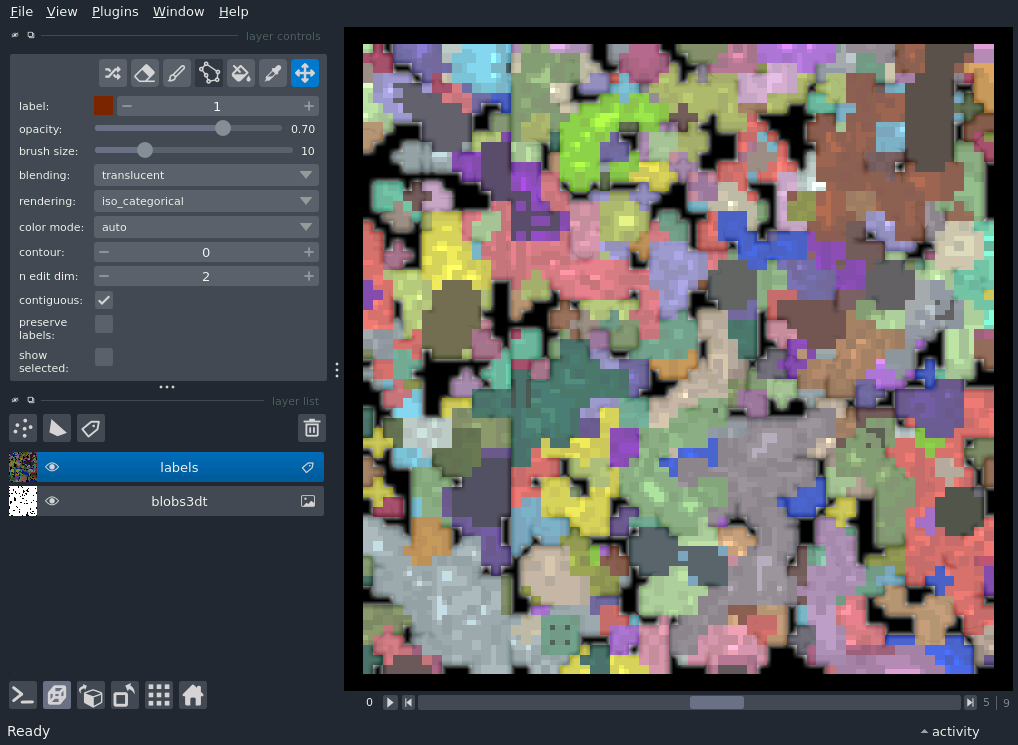 File View Plugins Window Help
layer controls
label: 1
opacity: 0.70
brush size: 10
blending: translucent
rendering: iso_categorical
color mode: auto
contour: 0
n edit dim: 2
contiguous:
preserve
labels:
show
selected:
layer list
labels
blobs3dt
0 5 9
Ready activity